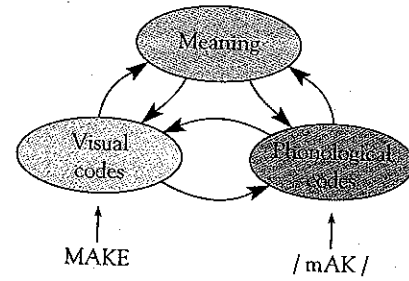 Meaning
Visual
codes
Phonological
codes
MAKE
/mAK/